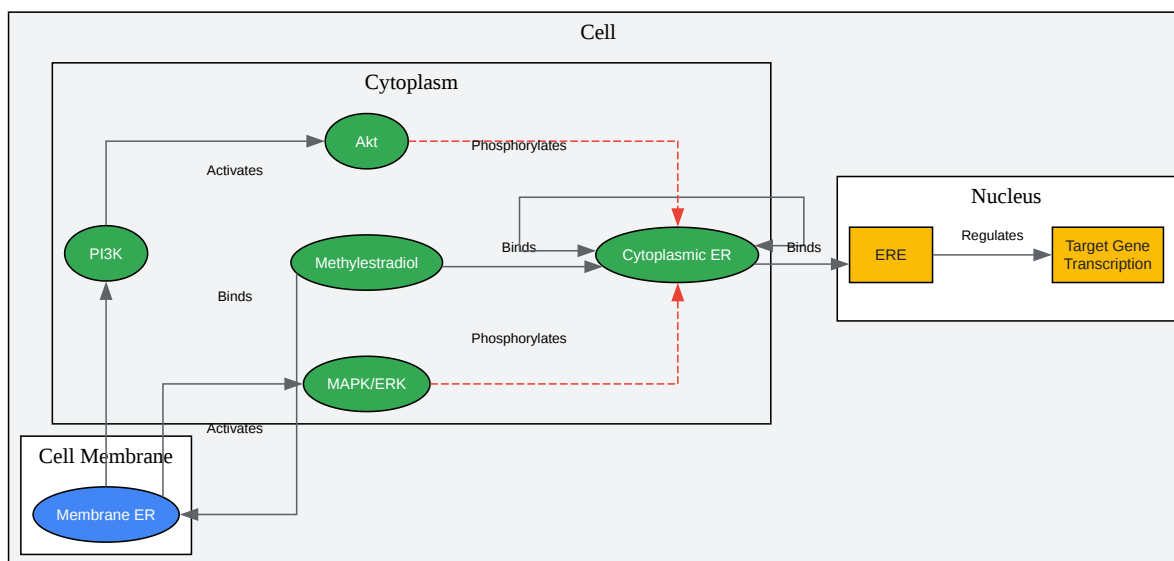 Cell
Cytoplasm
Akt
Phosphorylates
Activates
Nucleus
PI3K
Methylestradiol
Binds
Cytoplasmic ER
Binds
ERE
Regulates
Target Gene
Transcription
Binds
Phosphorylates
MAPK/ERK
Activates
Cell Membrane
Membrane ER